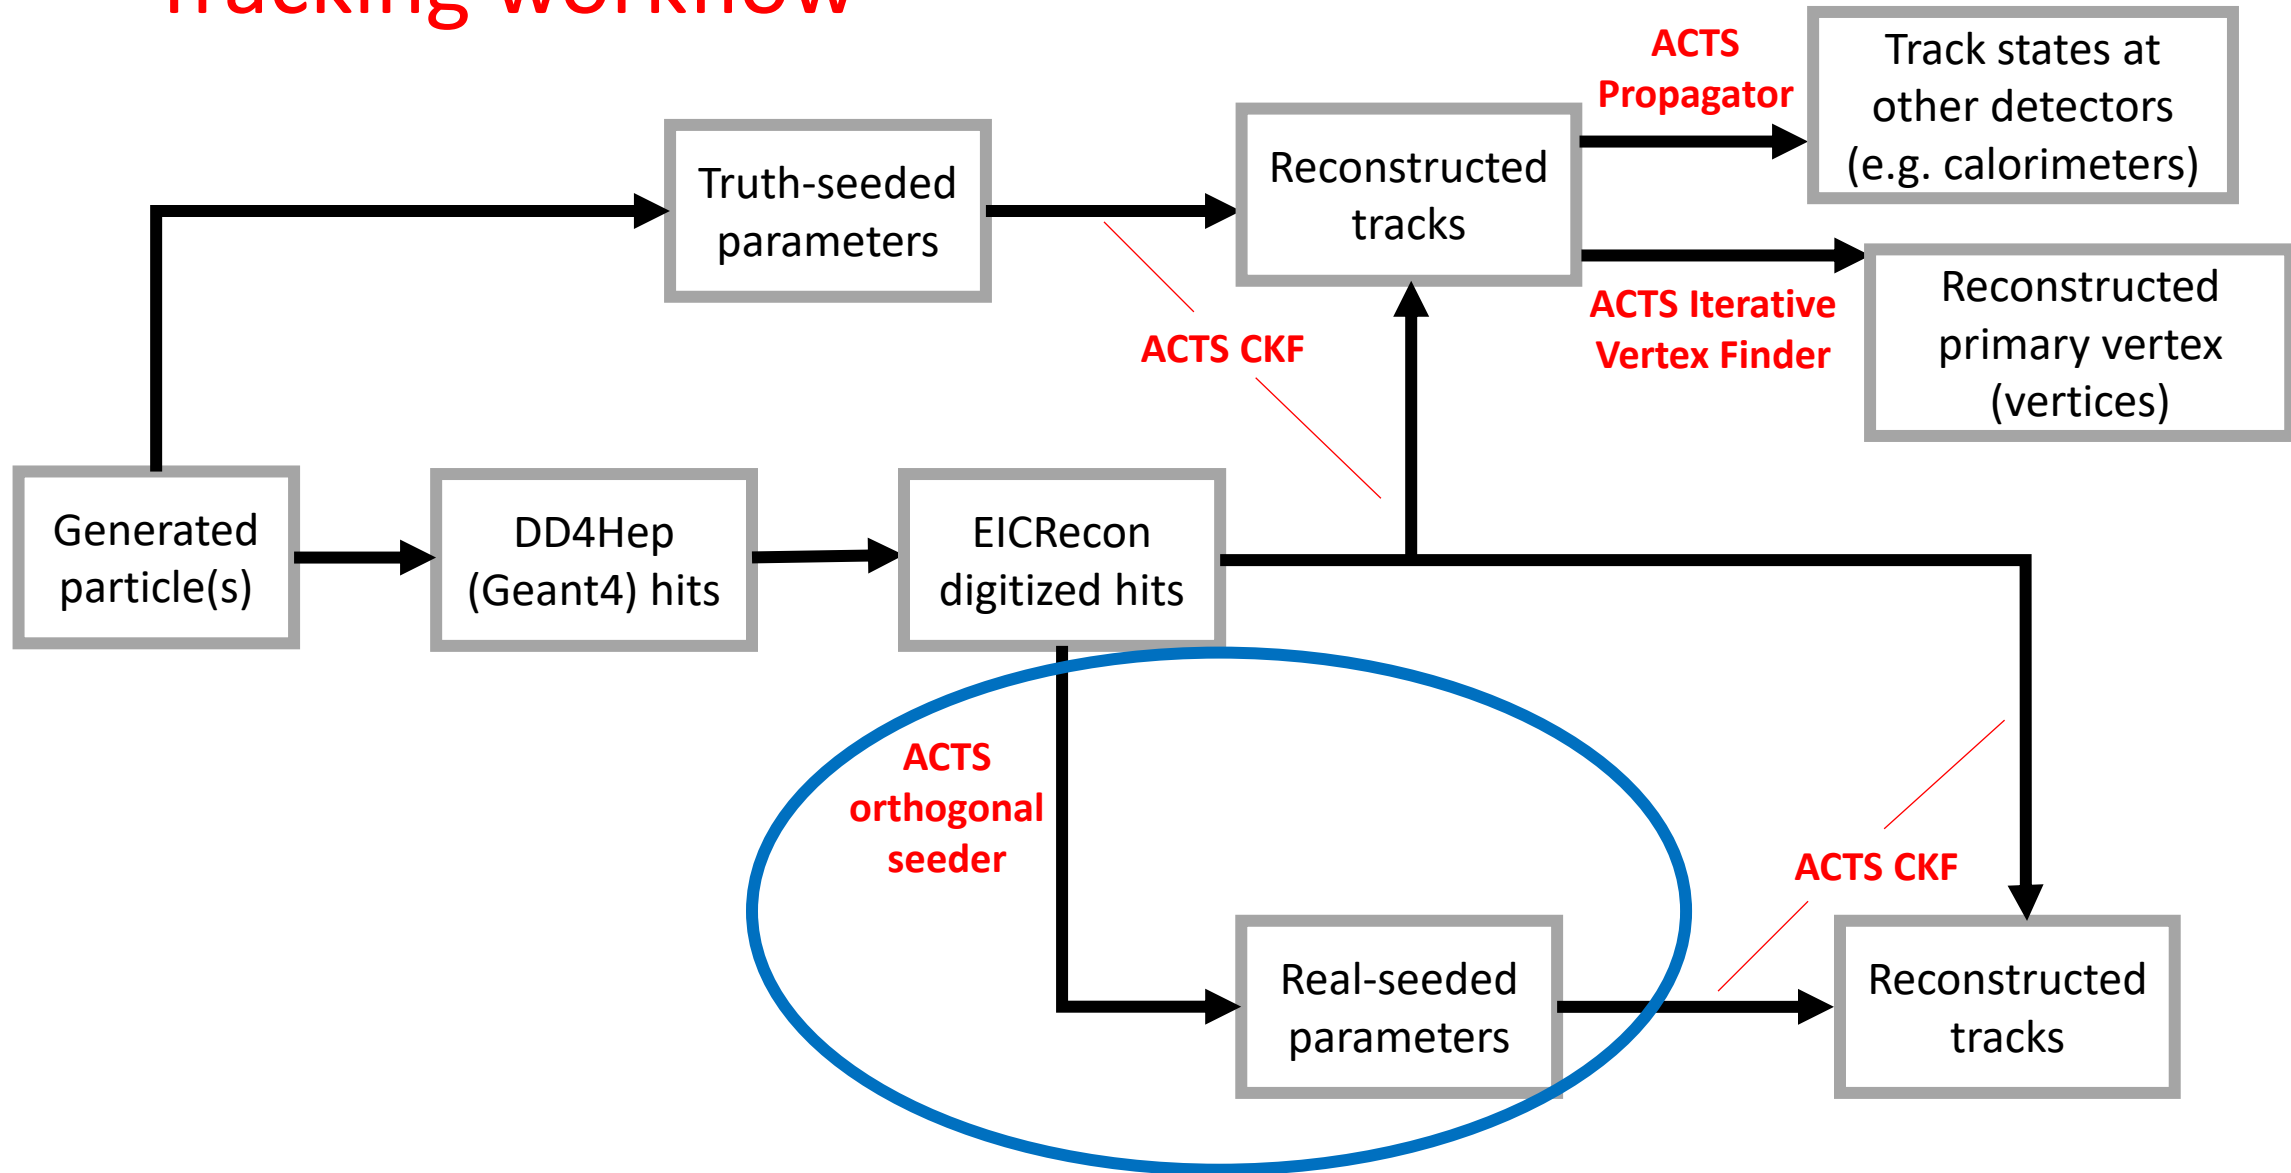 Tracking workflow
ACTS
Propagator
Track states at
other detectors
(e.g. calorimeters)
Truth-seeded
parameters
Reconstructed
tracks
ACTS CKF
ACTS Iterative
Vertex Finder
Reconstructed
primary vertex
(vertices)
Generated
particle(s)
DD4Hep
(Geant4) hits
EICRecon
digitized hits
ACTS
orthogonal
seeder
ACTS CKF
Real-seeded
parameters
Reconstructed
tracks